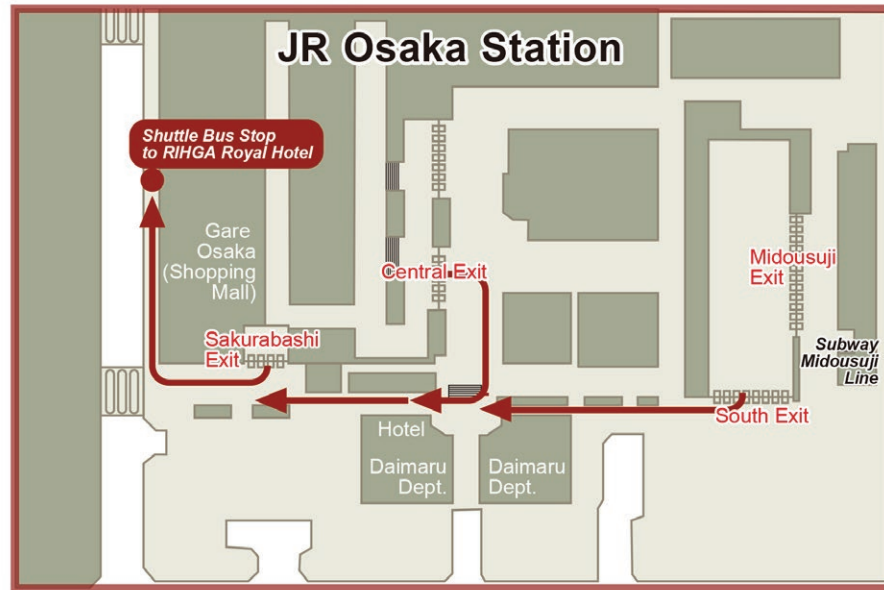 JR Osaka Station
Shuttle Bus Stop
to RIHGA Royal Hotel
Gare
Osaka
(Shopping
Mall)
Central Exit
Midousuji
Exit
Sakurabashi
Exit
Subway
Midousuji
Line
South Exit
Hotel
Daimaru
Dept.
Daimaru
Dept.